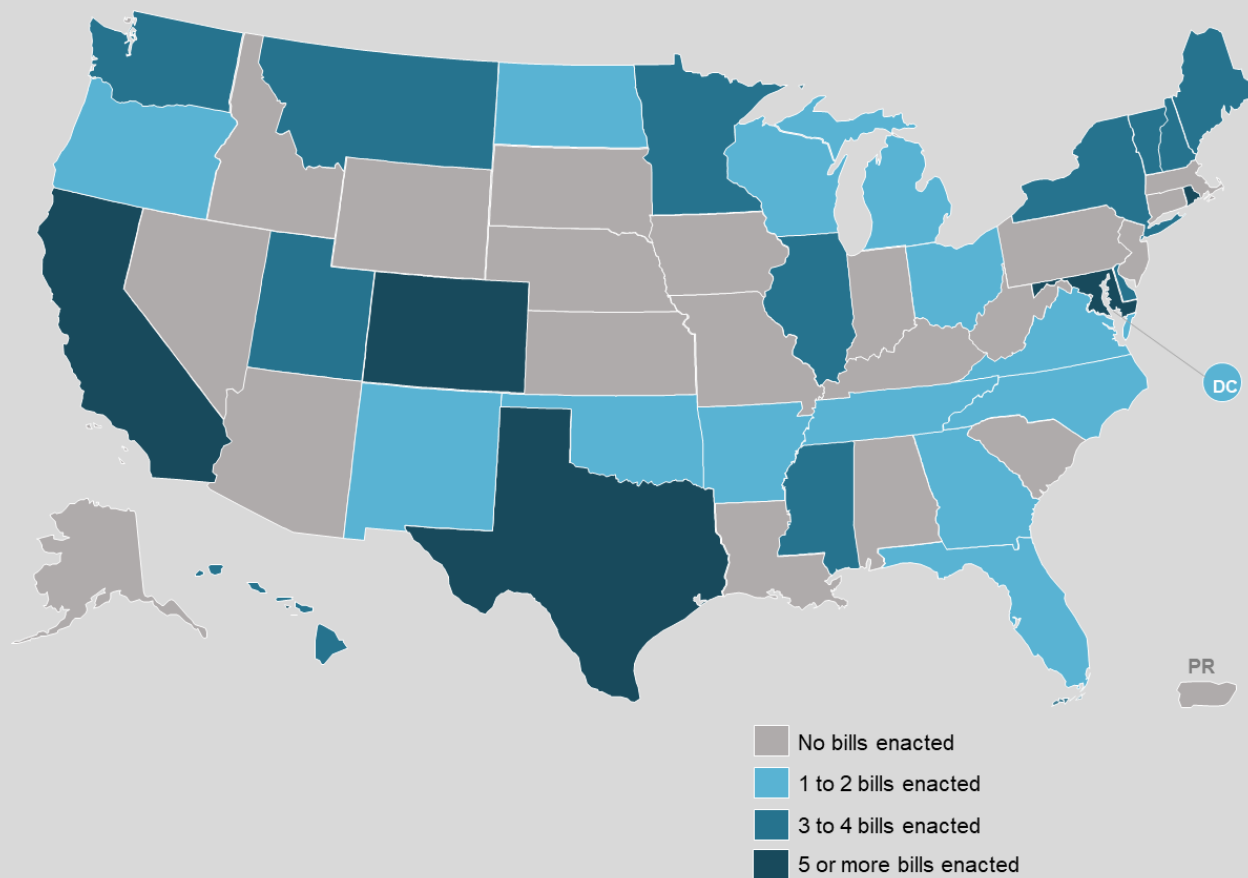 DC
PR
No bills enacted
1 to 2 bills enacted
3 to 4 bills enacted
5 or more bills enacted